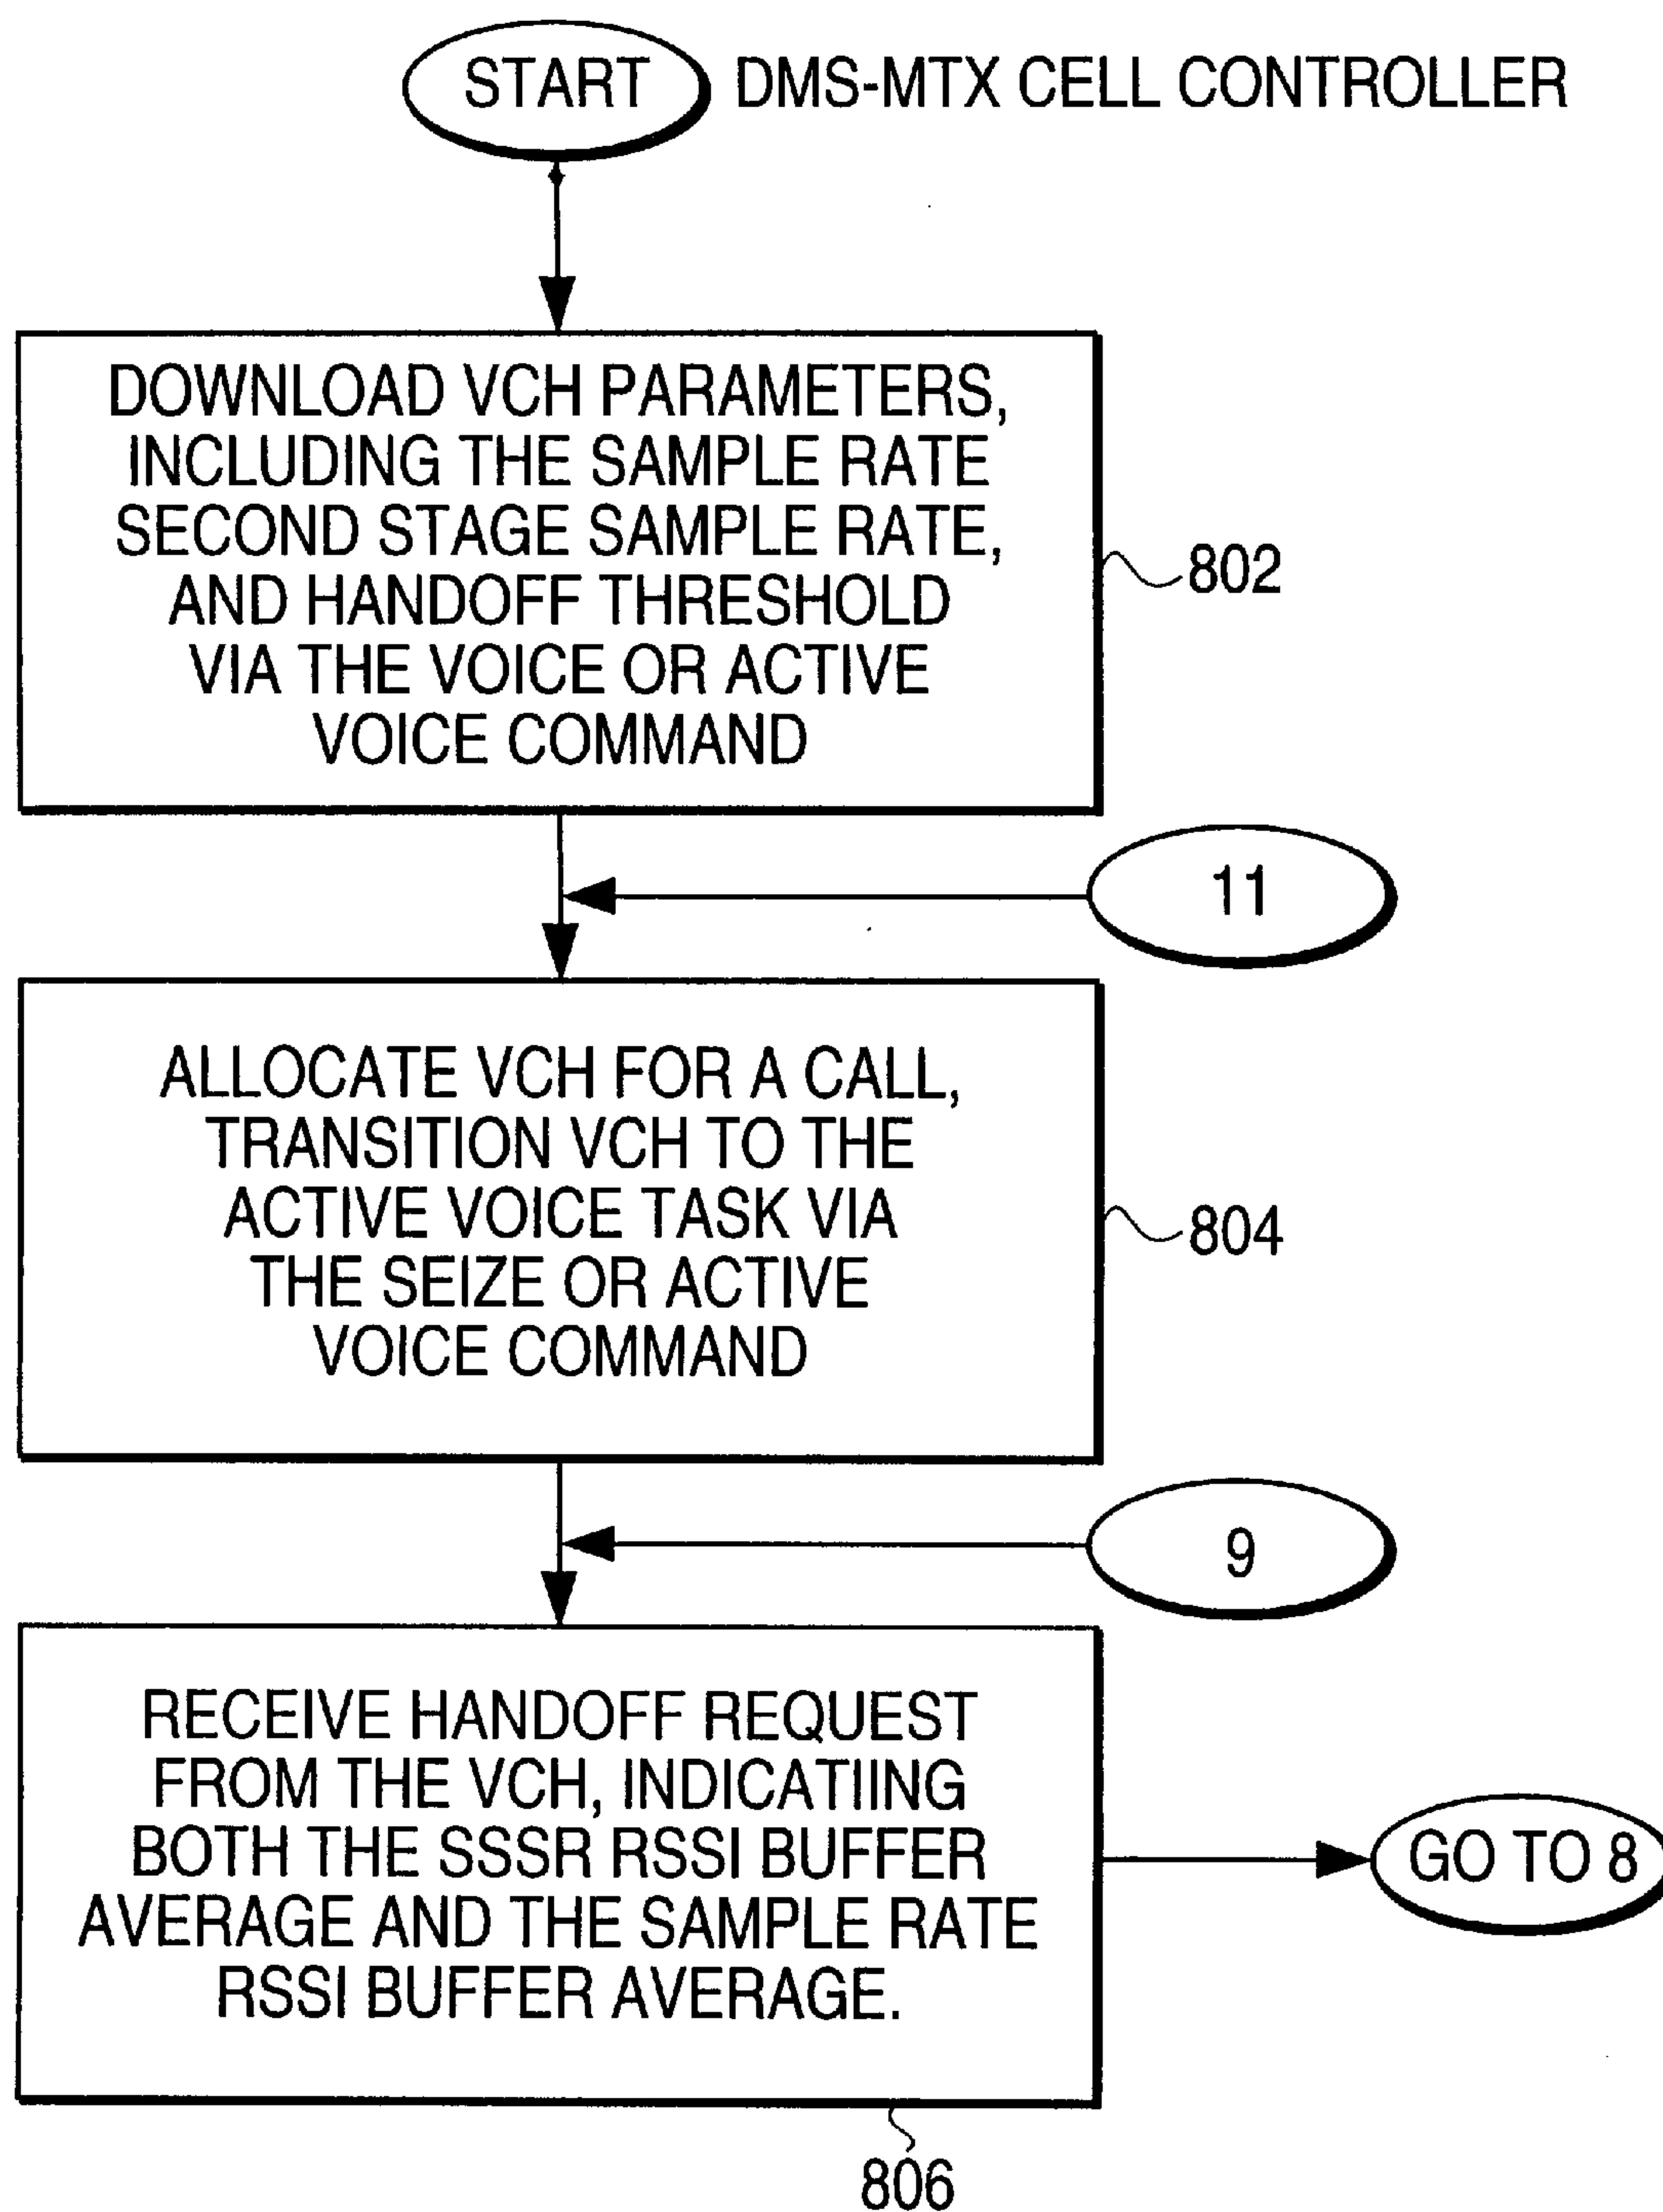 START DMS-MTX CELL CONTROLLER
DOWNLOAD VCH PARAMETERS,
INCLUDING THE SAMPLE RATE
SECOND STAGE SAMPLE RATE,
AND HANDOFF THRESHOLD
VIA THE VOICE OR ACTIVE
VOICE COMMAND
802
11
ALLOCATE VCH FOR A CALL,
TRANSITION VCH TO THE
ACTIVE VOICE TASK VIA
THE SEIZE OR ACTIVE
VOICE COMMAND
804
9
RECEIVE HANDOFF REQUEST
FROM THE VCH, INDICATIING
BOTH THE SSSR RSSI BUFFER
AVERAGE AND THE SAMPLE RATE
RSSI BUFFER AVERAGE.
GO TO 8
806